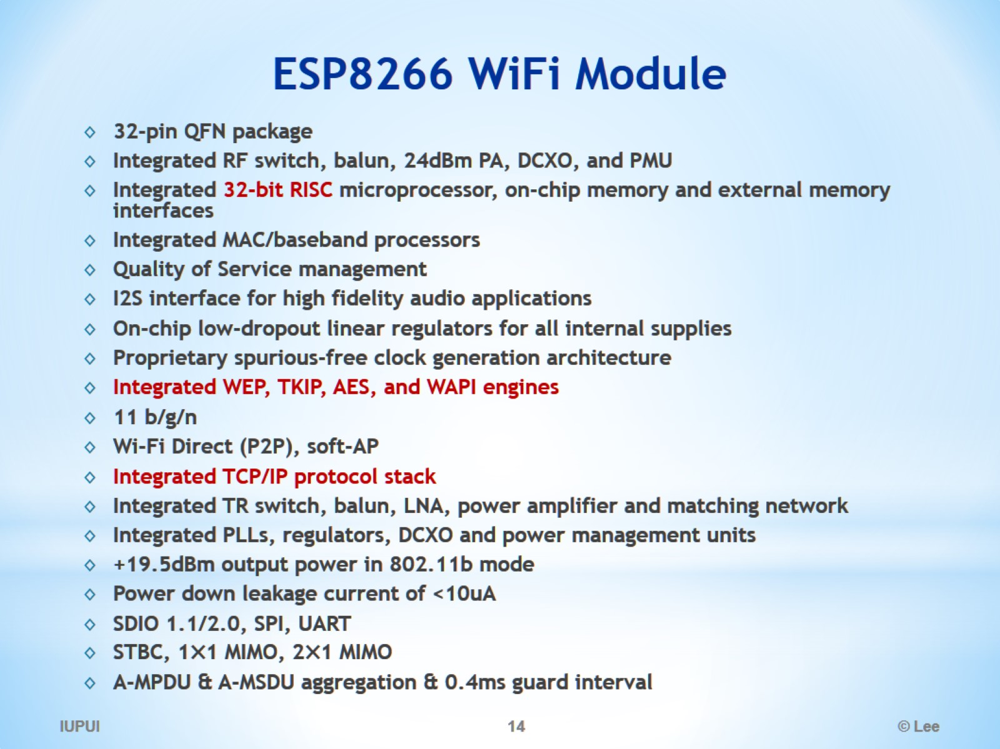 ESP8266 WiFi Module
◇ 32-pin QFN package
◇ Integrated RF switch, balun, 24dBm PA, DCXO, and PMU
◇ Integrated 32-bit RISC microprocessor, on-chip memory and external memory
interfaces
◇ Integrated MAC/baseband processors
◇ Quality of Service management
◇ I2S interface for high fidelity audio applications
◇ On-chip low-dropout linear regulators for all internal supplies
◇ Proprietary spurious-free clock generation architecture
◇ Integrated WEP, TKIP, AES, and WAPI engines
◇ 11 b/g/n
◇ Wi-Fi Direct (P2P), soft-AP
◇ Integrated TCP/IP protocol stack
◇ Integrated TR switch, balun, LNA, power amplifier and matching network
◇ Integrated PLLs, regulators, DCXO and power management units
◇ +19.5dBm output power in 802.11b mode
◇ Power down leakage current of <10uA
◇ SDIO 1.1/2.0, SPI, UART
◇ STBC, 1×1 MIMO, 2×1 MIMO
◇ A-MPDU & A-MSDU aggregation & 0.4ms guard interval
IUPUI 14 © Lee